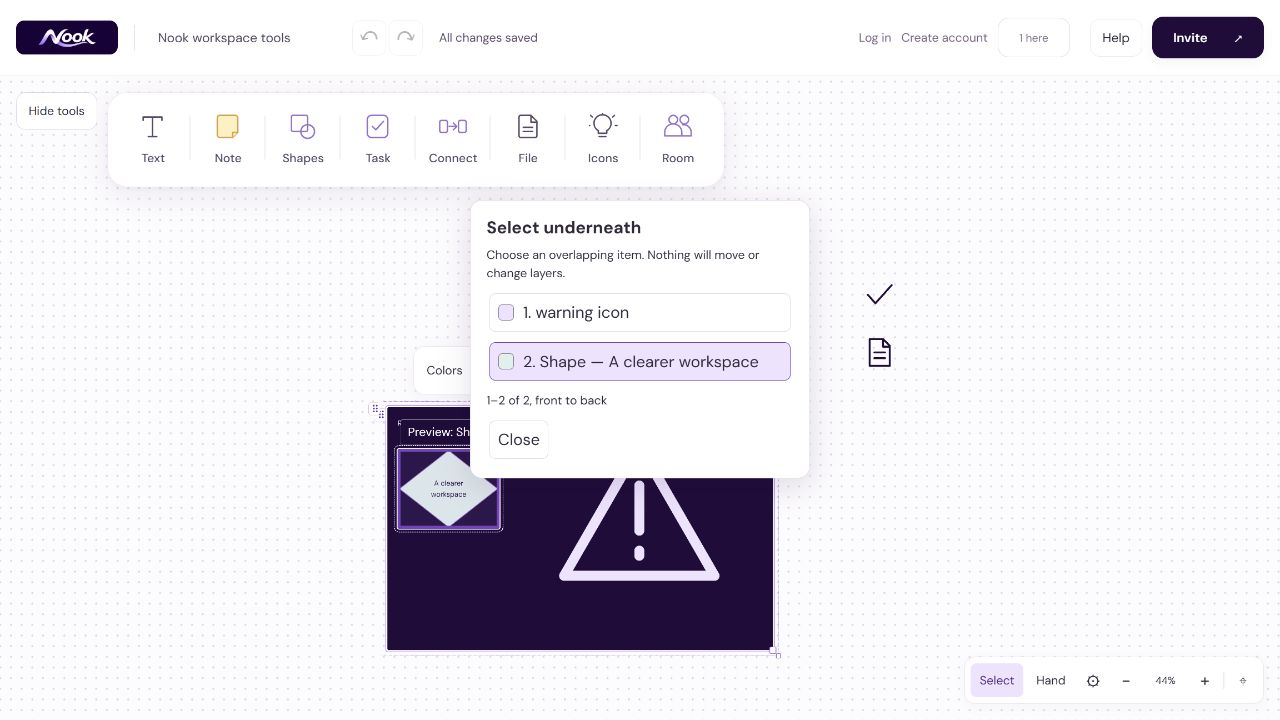 Nook
Nook workspace tools
All changes saved
Log in
Create account
1 here
Help
Invite ↗
Hide tools
Text
Note
Shapes
Task
Connect
File
Icons
Room
Select underneath
Choose an overlapping item. Nothing will move or
change layers.
1. warning icon
2. Shape — A clearer workspace
1–2 of 2, front to back
Close
Colors
Preview:
A clearer
workspace
Select
Hand
−
44%
+